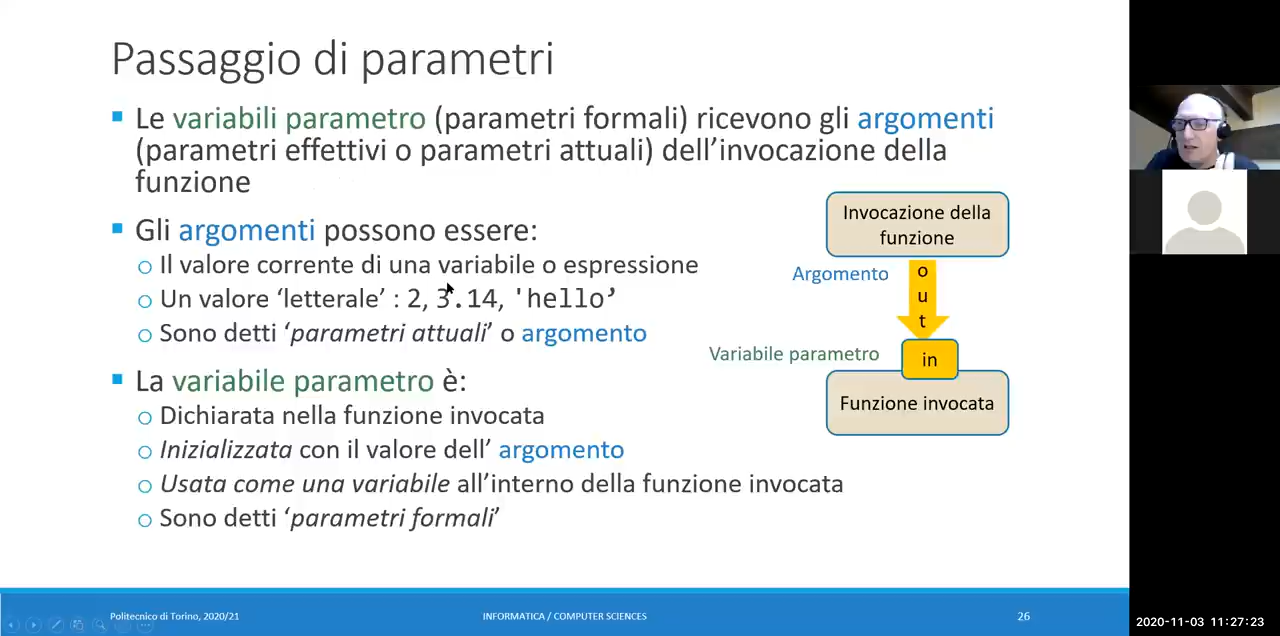 Passaggio di parametri
Le variabili parametro (parametri formali) ricevono gli argomenti
(parametri effettivi o parametri attuali) dell’invocazione della
funzione
Gli argomenti possono essere:
Il valore corrente di una variabile o espressione
Un valore ‘letterale’ : 2, 3.14, 'hello’
Sono detti ‘parametri attuali’ o argomento
La variabile parametro è:
Dichiarata nella funzione invocata
Inizializzata con il valore dell’ argomento
Usata come una variabile all’interno della funzione invocata
Sono detti ‘parametri formali’
Invocazione della
funzione
Argomento
o
u
t
Variabile parametro
in
Funzione invocata
Politecnico di Torino, 2020/21
INFORMATICA / COMPUTER SCIENCES
26
2020-11-03 11:27:23